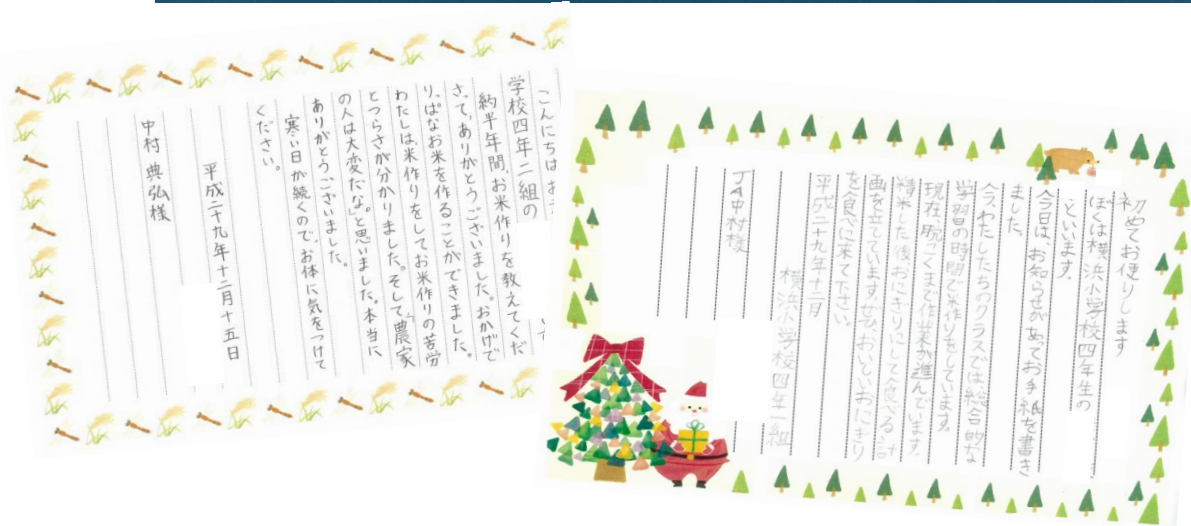 こんにちは
学校四年二組の
約半年間、お米作りを教えてくだ
さって、ありがとうございました。おかげで
りっぱなお米を作ることができました。
わたしは米作りをしてお米作りの苦労
とつらさが分かりました。そして、「農家
の人は大変だな。」と思いました。本当に
ありがとうございました。
寒い日が続くので、お体に気をつけて
ください。
平成二十九年十二月十五日
中村 典弘様
初めてお便りします
ぼくは横浜小学校四年生の
といいます。
今日は、お知らせがあってお手紙を書き
ました。
今、わたしたちのクラスでは、総合的な
学習の時間で米作りをしています。
現在、脱こくまで作業が進んでいます。
精米した後おにぎりにして食べる計
画を立てています。ぜひ、おいしいおにぎり
を食べに来て下さい。
平成二十九年十二月
横浜小学校四年一組
JA中村様